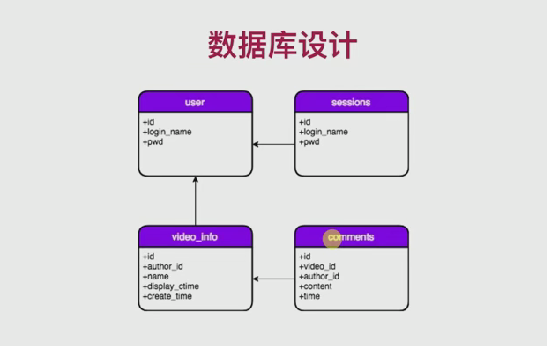 数据库设计
user
+id
+login_name
+pwd
sessions
+id
+login_name
+pwd
video_info
+id
+author_id
+name
+display_ctime
+create_time
comments
+id
+video_id
+author_id
+content
+time